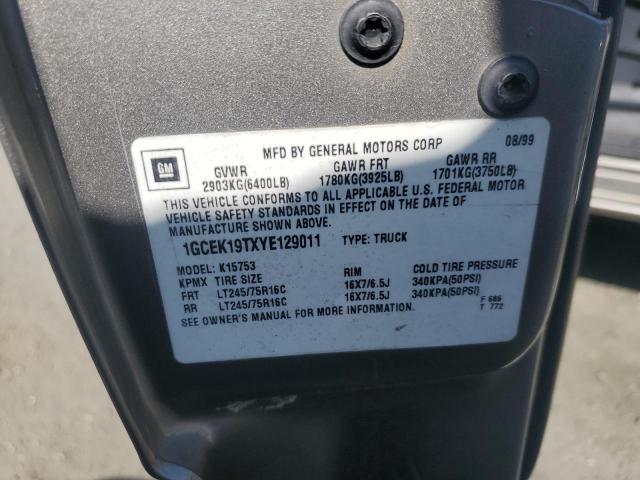 MFD BY GENERAL MOTORS CORP 08/99
GM
GVWR GAWR FRT GAWR RR
2903KG(6400LB) 1780KG(3925LB) 1701KG(3750LB)
THIS VEHICLE CONFORMS TO ALL APPLICABLE U.S. FEDERAL MOTOR
VEHICLE SAFETY STANDARDS IN EFFECT ON THE DATE OF
MANUFACTURE SHOWN ABOVE.
1GCEK19TXYE129011 TYPE: TRUCK
MODEL: K15753
KPMX TIRE SIZE RIM COLD TIRE PRESSURE
FRT LT245/75R16C 16X7/6.5J 340KPA(50PSI)
RR LT245/75R16C 16X7/6.5J 340KPA(50PSI)
SEE OWNER'S MANUAL FOR MORE INFORMATION.
F 686
T 772